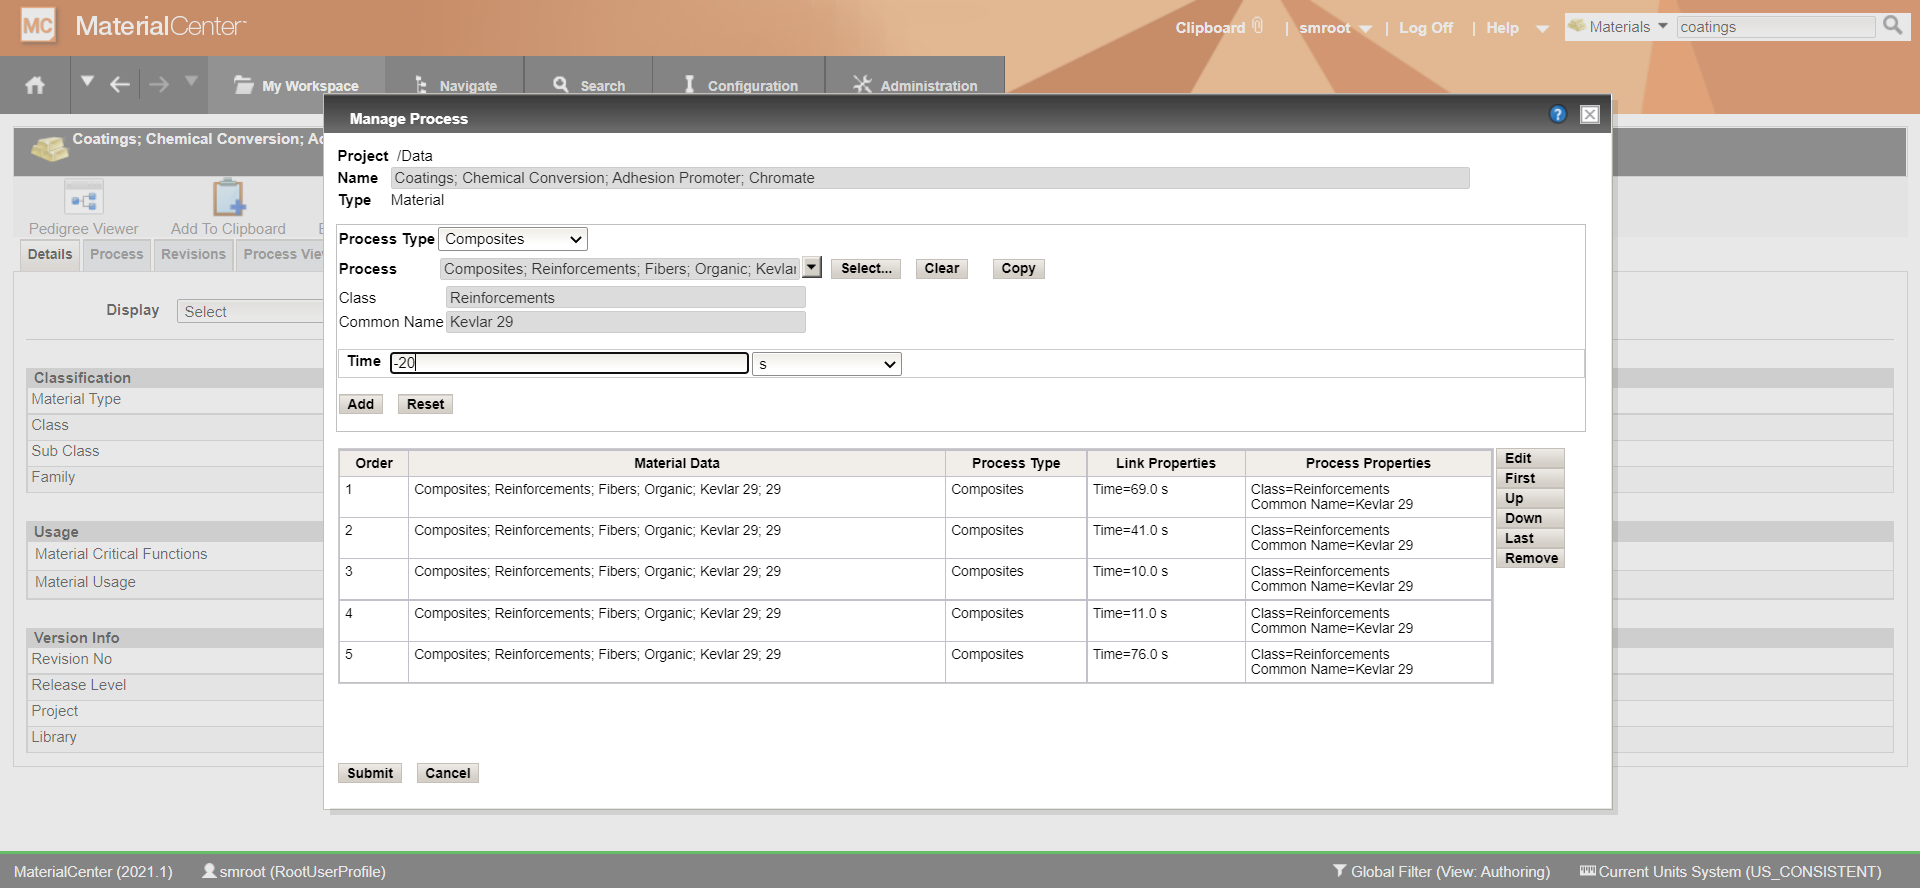 MC MaterialCenter
Clipboard | smroot | Log Off | Help Materials coatings
My Workspace Navigate Search Configuration Administration
Coatings; Chemical Conversion;
Pedigree Viewer Add To Clipboard
Details Process Revisions Process
Display Select
Classification
Material Type
Class
Sub Class
Family
Usage
Material Critical Functions
Material Usage
Version Info
Revision No
Release Level
Project
Library
Manage Process ?
Project /Data
Name Coatings; Chemical Conversion; Adhesion Promoter; Chromate
Type Material
Process Type Composites
Process Composites; Reinforcements; Fibers; Organic; Kevlar Select... Clear Copy
Class Reinforcements
Common Name Kevlar 29
Time -20 s
Add Reset
Order Material Data Process Type Link Properties Process Properties
1 Composites; Reinforcements; Fibers; Organic; Kevlar 29; 29 Composites Time=69.0 s Class=Reinforcements
Common Name=Kevlar 29
2 Composites; Reinforcements; Fibers; Organic; Kevlar 29; 29 Composites Time=41.0 s Class=Reinforcements
Common Name=Kevlar 29
3 Composites; Reinforcements; Fibers; Organic; Kevlar 29; 29 Composites Time=10.0 s Class=Reinforcements
Common Name=Kevlar 29
4 Composites; Reinforcements; Fibers; Organic; Kevlar 29; 29 Composites Time=11.0 s Class=Reinforcements
Common Name=Kevlar 29
5 Composites; Reinforcements; Fibers; Organic; Kevlar 29; 29 Composites Time=76.0 s Class=Reinforcements
Common Name=Kevlar 29
Edit
First
Up
Down
Last
Remove
Submit Cancel
MaterialCenter (2021.1) smroot (RootUserProfile) Global Filter (View: Authoring) Current Units System (US_CONSISTENT)